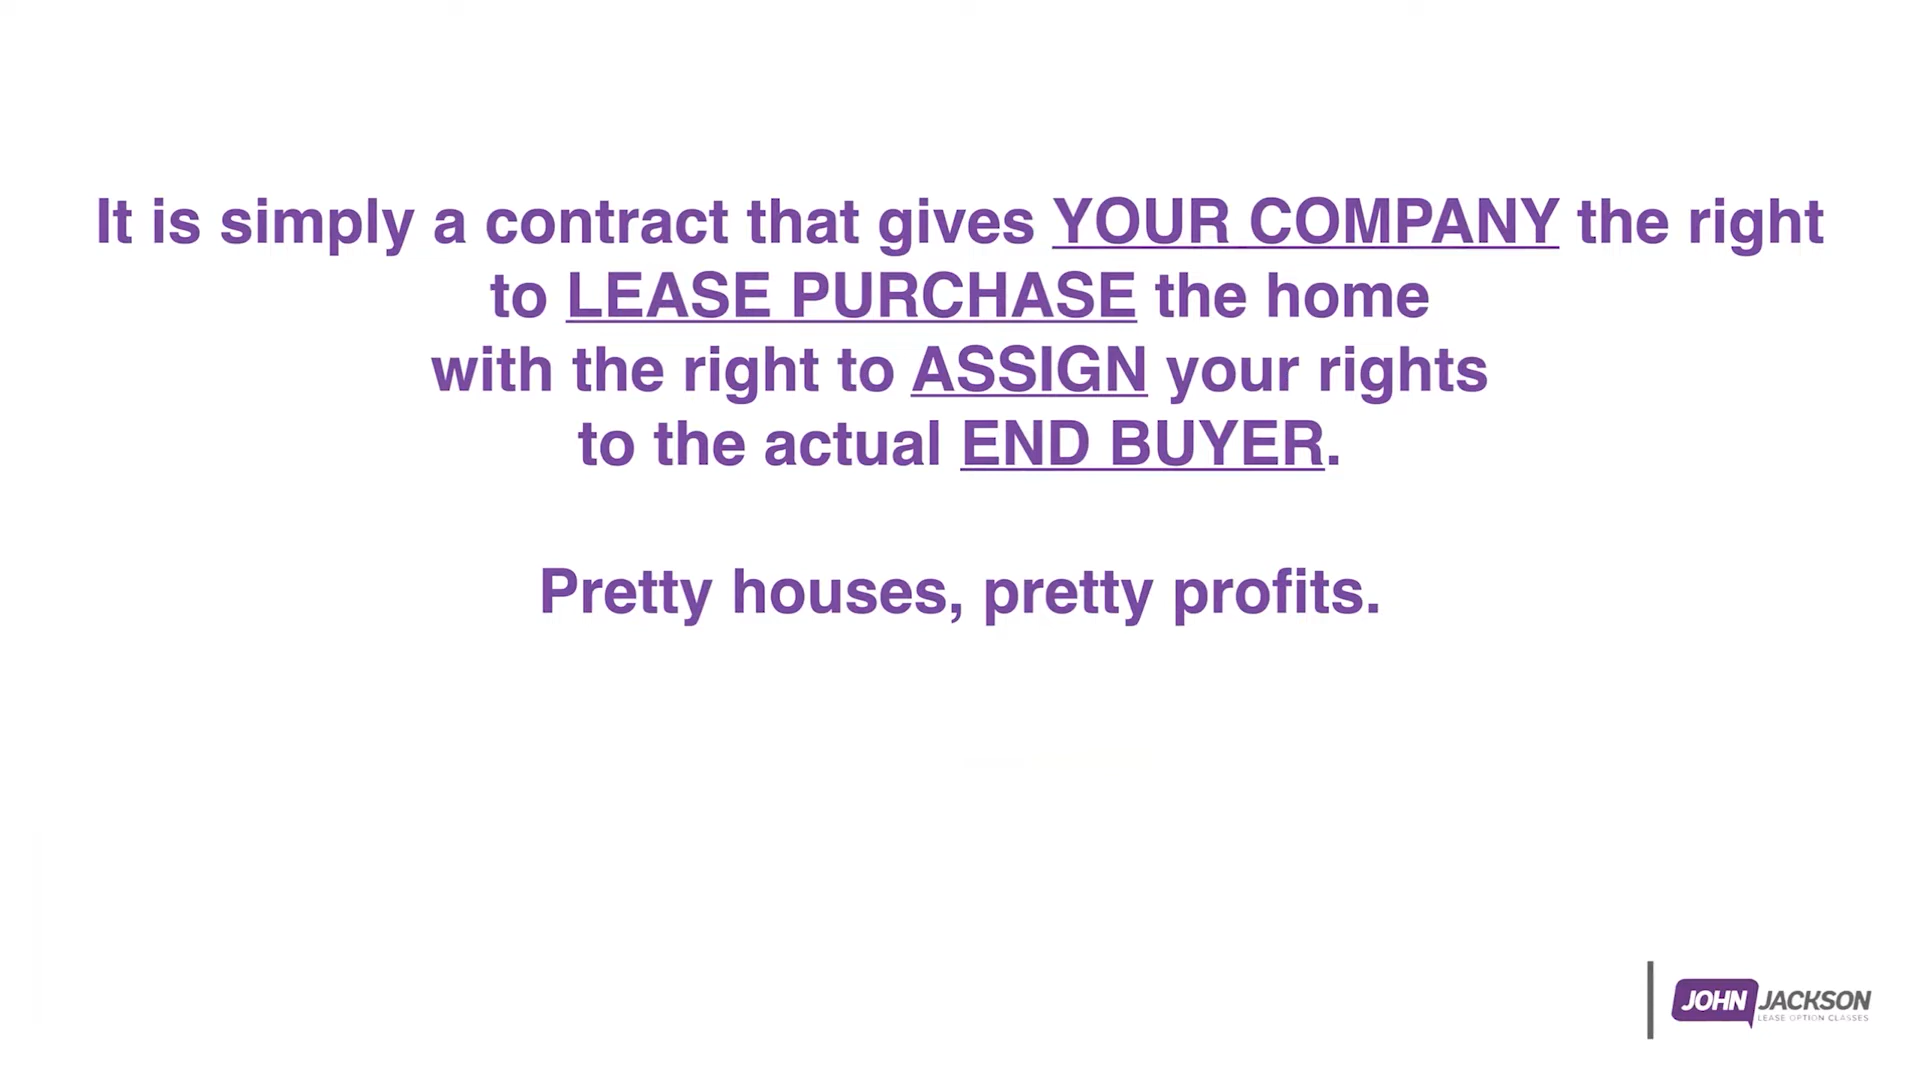 It is simply a contract that gives YOUR COMPANY the right
to LEASE PURCHASE the home
with the right to ASSIGN your rights
to the actual END BUYER.
Pretty houses, pretty profits.
JOHN JACKSON
LEASE OPTION CLASSES